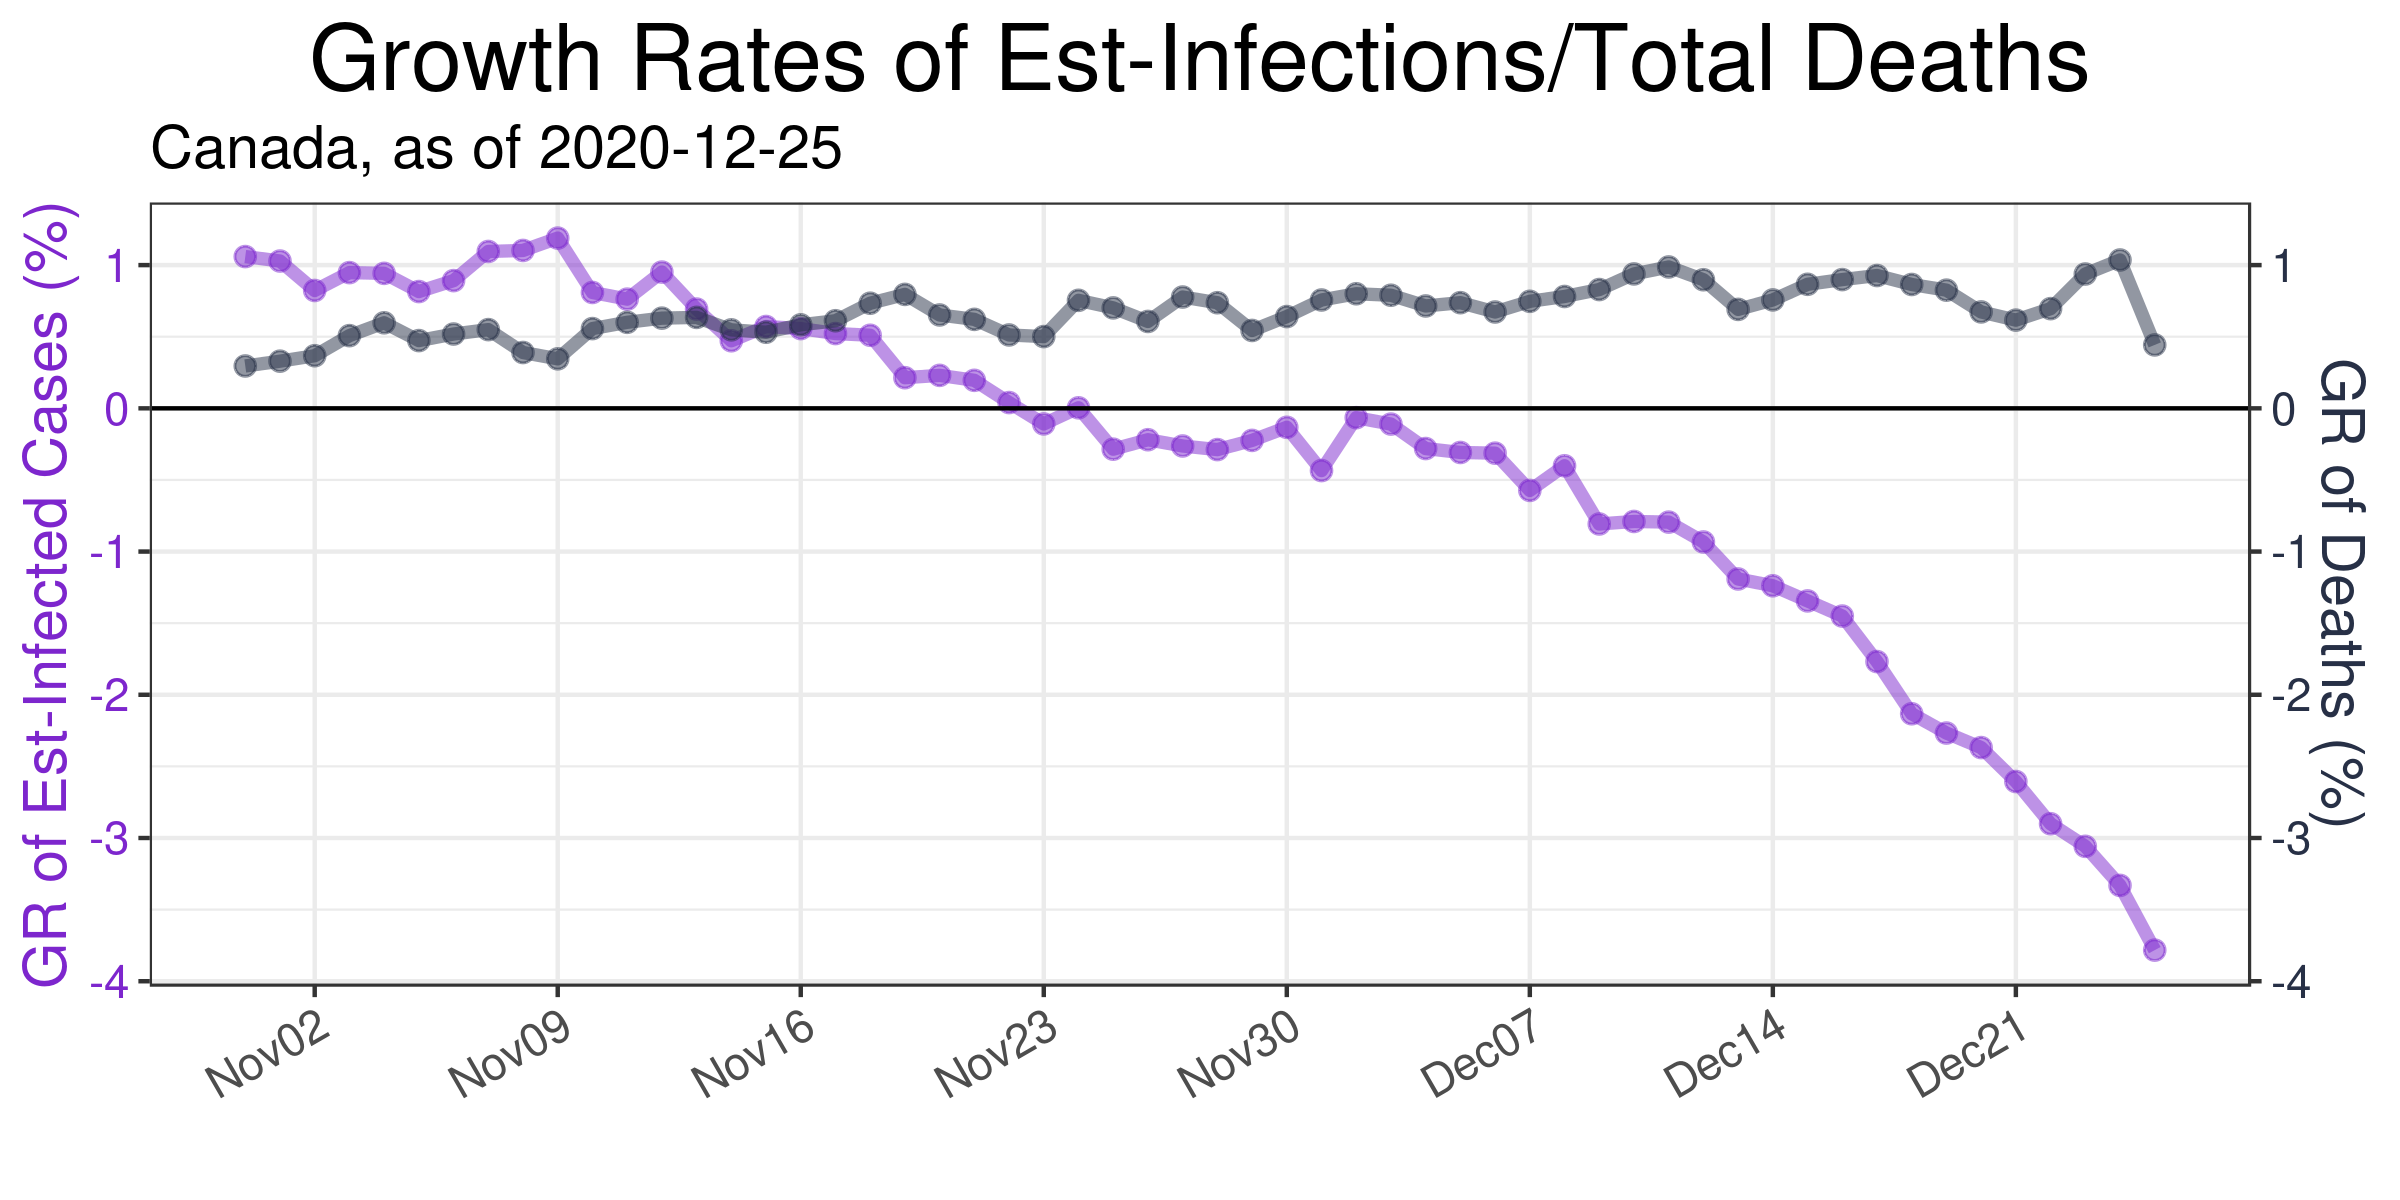 Growth Rates of Est-Infections/Total Deaths
Canada, as of 2020-12-25
GR of Est-Infected Cases (%)
1
0
-1
-2
-3
-4
1
0
-1
-2
-3
-4
GR of Deaths (%)
Nov02
Nov09
Nov16
Nov23
Nov30
Dec07
Dec14
Dec21